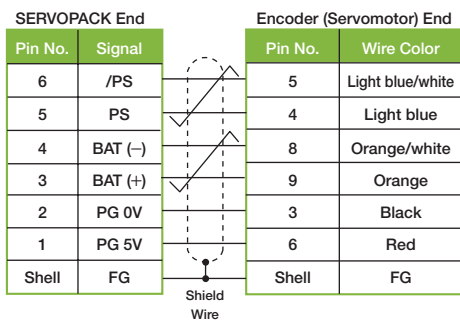 SERVOPACK End Encoder (Servomotor) End
Pin No. Signal Pin No. Wire Color
6 /PS 5 Light blue/white
5 PS 4 Light blue
4 BAT (−) 8 Orange/white
3 BAT (+) 9 Orange
2 PG 0V 3 Black
1 PG 5V 6 Red
Shell FG Shell FG
Shield
Wire